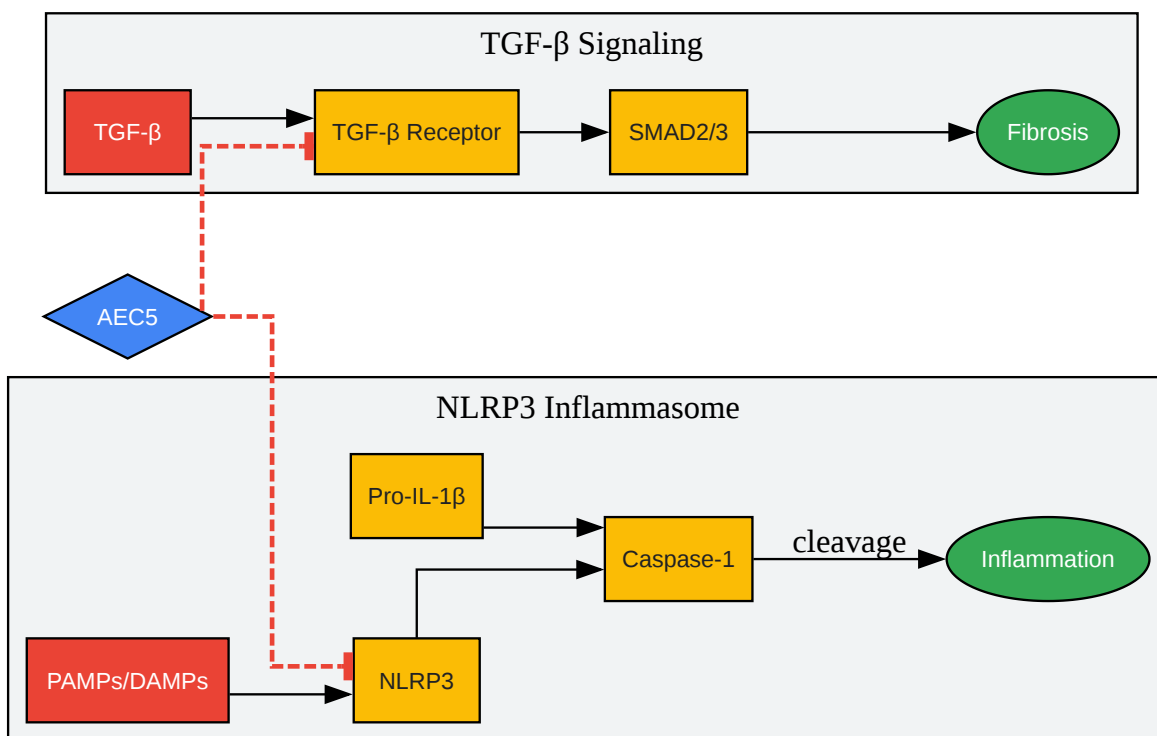 TGF-β Signaling
TGF-β
TGF-β Receptor
SMAD2/3
Fibrosis
AEC5
NLRP3 Inflammasome
Pro-IL-1β
Caspase-1
cleavage
Inflammation
PAMPs/DAMPs
NLRP3